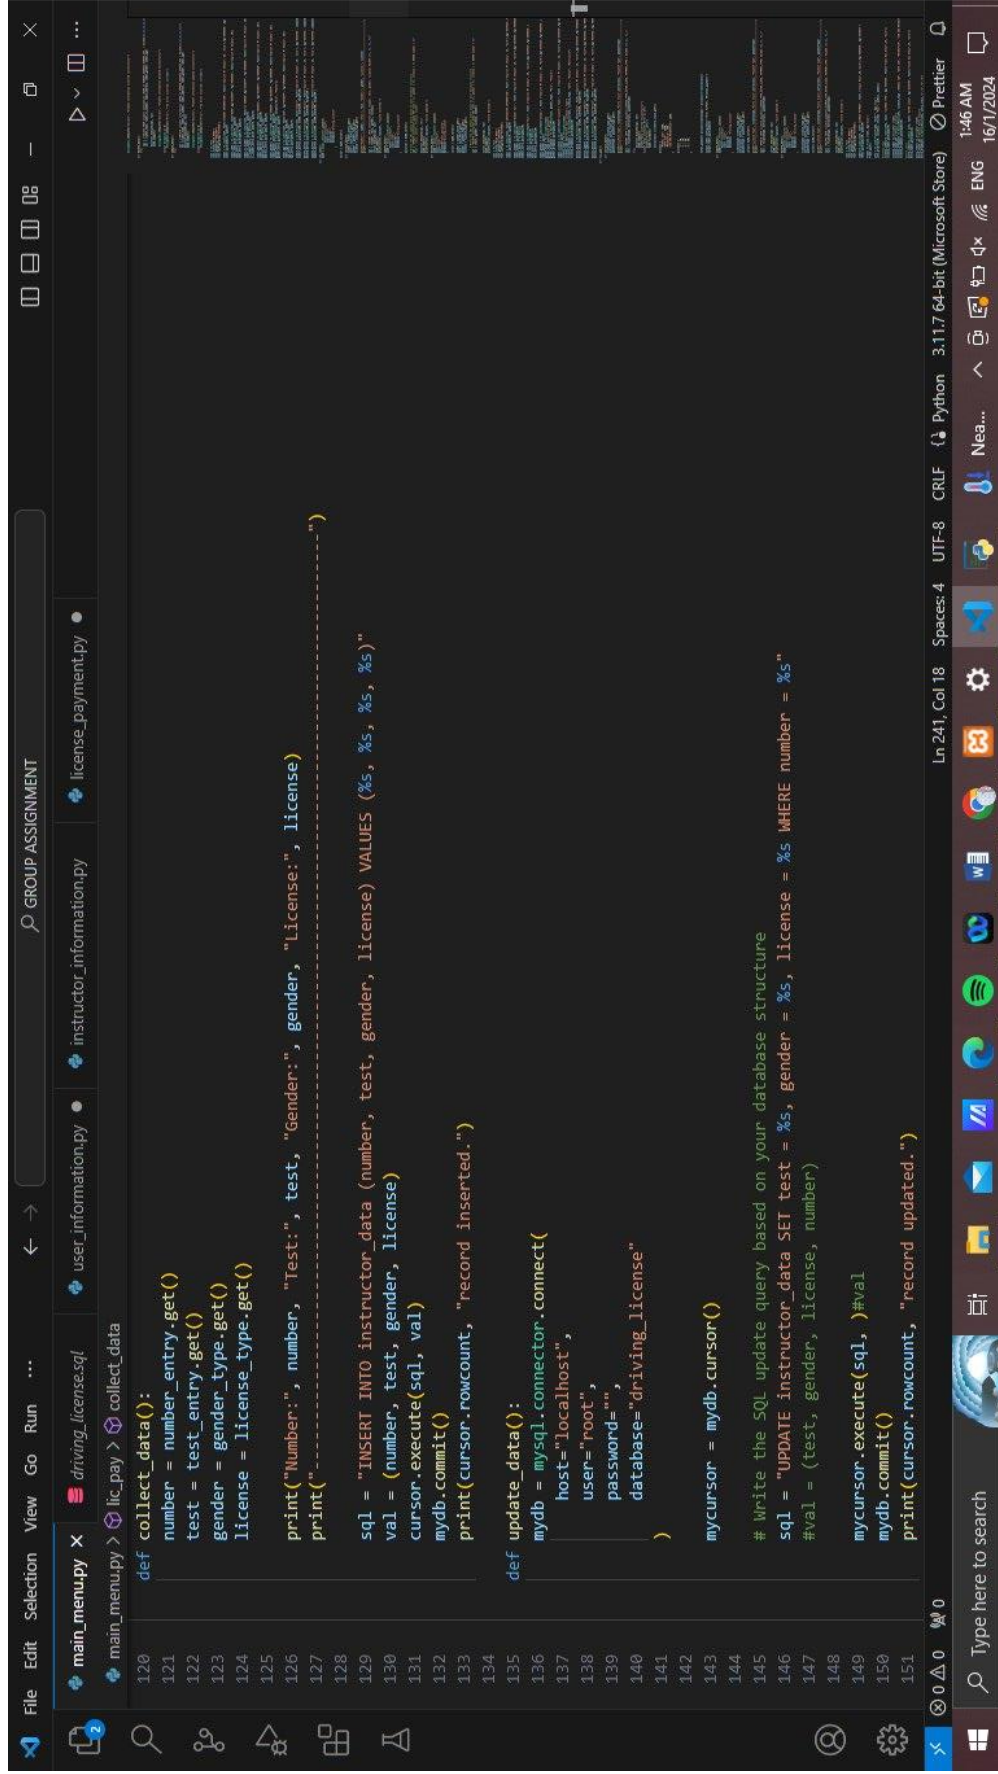 File Edit Selection View Go Run ... ← → GROUP ASSIGNMENT
main_menu.py × driving_license.sql user_information.py ● instructor_information.py license_payment.py ●
main_menu.py > lic_pay > collect_data
120 def collect_data():
121 number = number_entry.get()
122 test = test_entry.get()
123 gender = gender_type.get()
124 license = license_type.get()
125
126 print("Number:", number, "Test:", test, "Gender:", gender, "License:", license)
127 print("------------------------------------------------------------------------------")
128
129 sql = "INSERT INTO instructor_data (number, test, gender, license) VALUES (%s, %s, %s, %s)"
130 val = (number, test, gender, license)
131 cursor.execute(sql, val)
132 mydb.commit()
133 print(cursor.rowcount, "record inserted.")
134
135 def update_data():
136 mydb = mysql.connector.connect(
137 host="localhost",
138 user="root",
139 password="",
140 database="driving_license"
141 )
142
143 mycursor = mydb.cursor()
144
145 # Write the SQL update query based on your database structure
146 sql = "UPDATE instructor_data SET test = %s, gender = %s, license = %s WHERE number = %s"
147 #val = (test, gender, license, number)
148
149 mycursor.execute(sql, )#val
150 mydb.commit()
151 print(cursor.rowcount, "record updated.")
2
0 0 0 Ln 241, Col 18 Spaces: 4 UTF-8 CRLF Python 3.11.7 64-bit (Microsoft Store) Prettier
Type here to search Nea... ENG 1:46 AM
16/1/2024